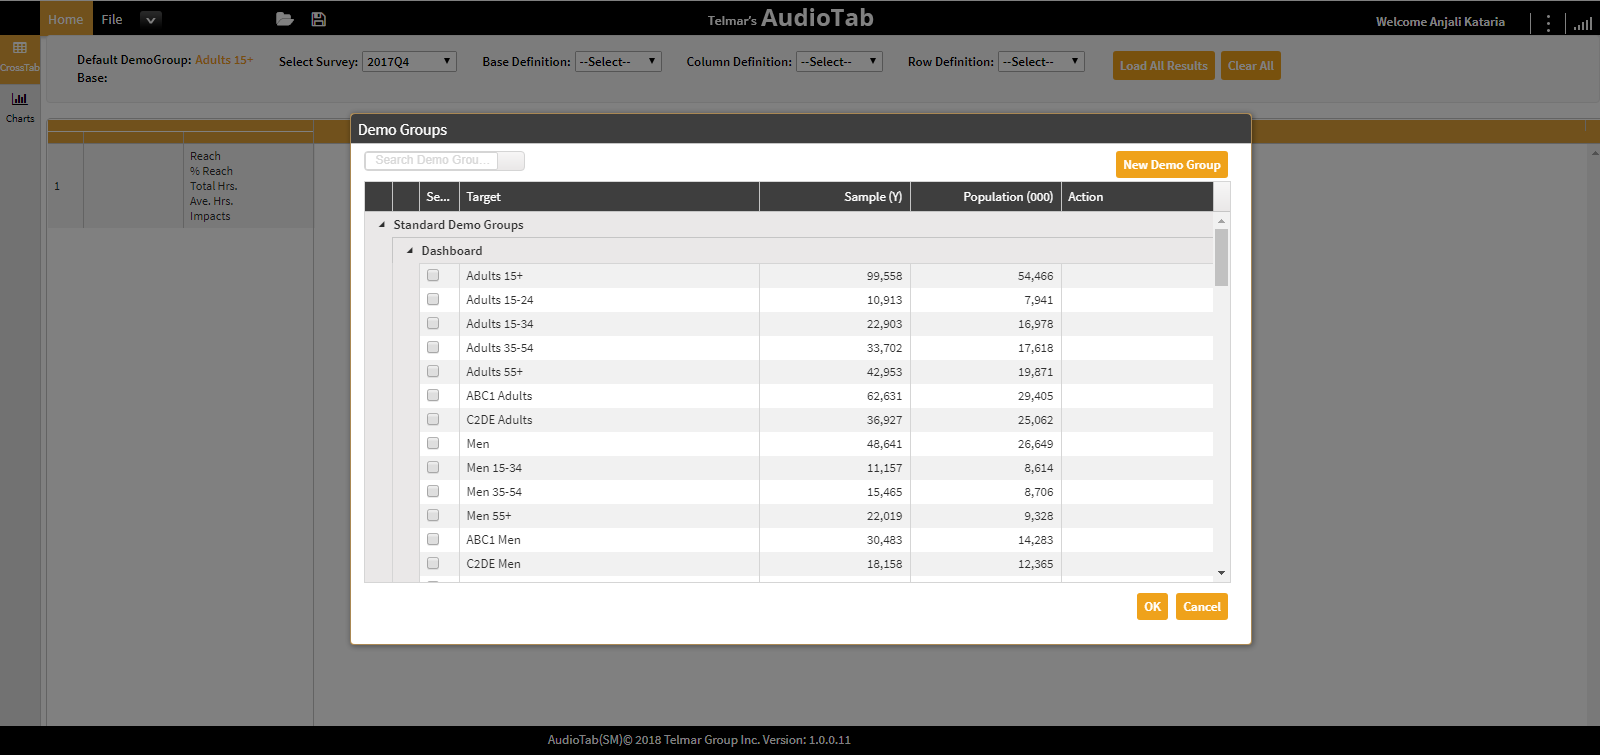 Home File Telmar's AudioTab Welcome Anjali Kataria
CrossTab
Charts
Default DemoGroup: Adults 15+ Select Survey: 2017Q4 Base Definition: --Select-- Column Definition: --Select-- Row Definition: --Select-- Load All Results Clear All
Base:
1
Reach
% Reach
Total Hrs.
Ave. Hrs.
Impacts
Demo Groups
Search Demo Grou... New Demo Group
Se... Target Sample (Y) Population (000) Action
Standard Demo Groups
Dashboard
Adults 15+ 99,558 54,466
Adults 15-24 10,913 7,941
Adults 15-34 22,903 16,978
Adults 35-54 33,702 17,618
Adults 55+ 42,953 19,871
ABC1 Adults 62,631 29,405
C2DE Adults 36,927 25,062
Men 48,641 26,649
Men 15-34 11,157 8,614
Men 35-54 15,465 8,706
Men 55+ 22,019 9,328
ABC1 Men 30,483 14,283
C2DE Men 18,158 12,365
OK Cancel
AudioTab(SM)© 2018 Telmar Group Inc. Version: 1.0.0.11